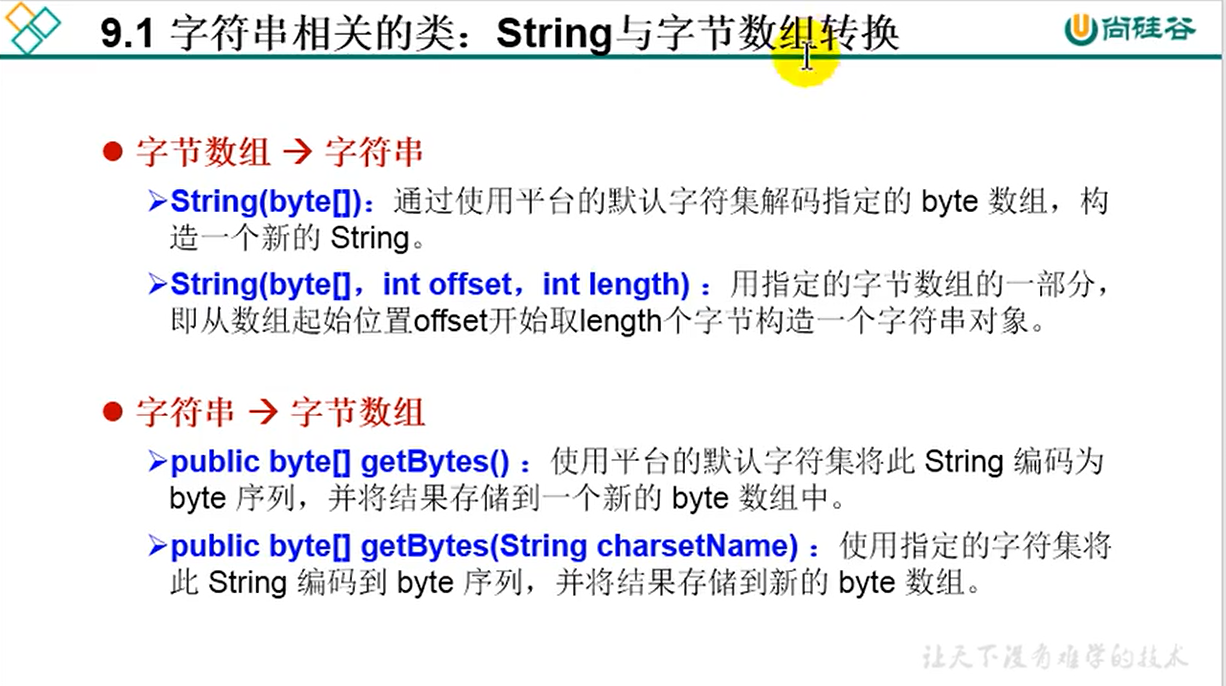 9.1 字符串相关的类：String与字节数组转换
尚硅谷
字节数组 → 字符串
String(byte[])：通过使用平台的默认字符集解码指定的 byte 数组，构
造一个新的 String。
String(byte[]，int offset，int length) ：用指定的字节数组的一部分，
即从数组起始位置offset开始取length个字节构造一个字符串对象。
字符串 → 字节数组
public byte[] getBytes() ：使用平台的默认字符集将此 String 编码为
byte 序列，并将结果存储到一个新的 byte 数组中。
public byte[] getBytes(String charsetName) ：使用指定的字符集将
此 String 编码到 byte 序列，并将结果存储到新的 byte 数组。
让天下没有难学的技术